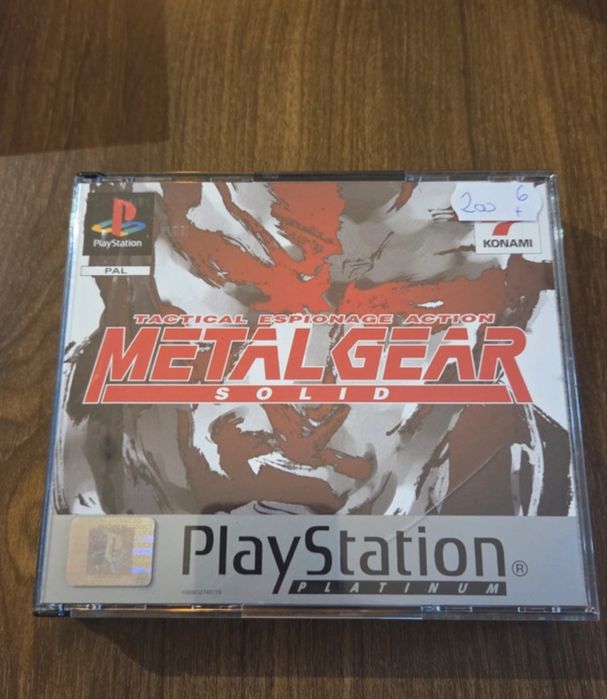 200 6
t
PlayStation
KONAMI
PAL
TACTICAL ESPIONAGE ACTION
METAL GEAR
SOLID
PlayStation®
PLATINUM